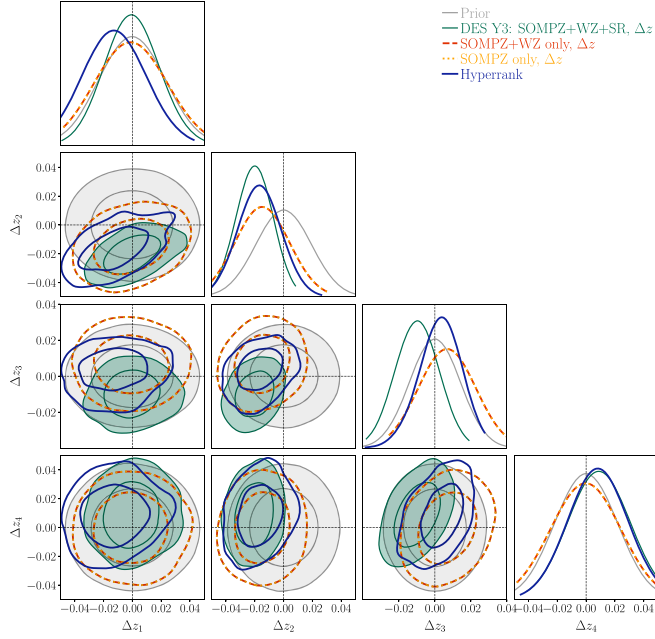 Prior
DES Y3: SOMPZ+WZ+SR, Δz
SOMPZ+WZ only, Δz
SOMPZ only, Δz
Hyperrank
0.04
0.02
0.00
−0.02
−0.04
Δz₂
0.04
0.02
0.00
−0.02
Δz₃
0.04
0.02
0.00
−0.02
−0.04
Δz₄
−0.04 −0.02 0.00 0.02 0.04
Δz₁
−0.04 −0.02 0.00 0.02 0.04
Δz₂
−0.02 0.00 0.02 0.04
Δz₃
−0.04 −0.02 0.00 0.02 0.04
Δz₄